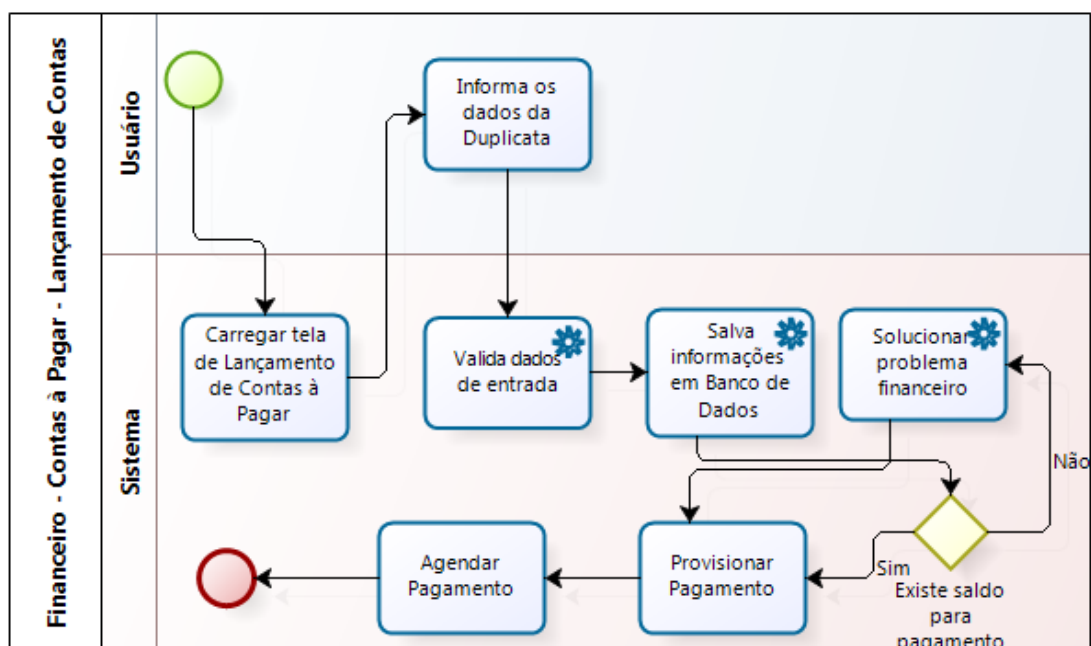 Financeiro - Contas à Pagar - Lançamento de Contas
Usuário
Informa os
dados da
Duplicata
Sistema
Carregar tela
de Lançamento
de Contas à
Pagar
Valida dados
de entrada
Salva
informações
em Banco de
Dados
Solucionar
problema
financeiro
Não
Agendar
Pagamento
Provisionar
Pagamento
Sim
Existe saldo
para
pagamento